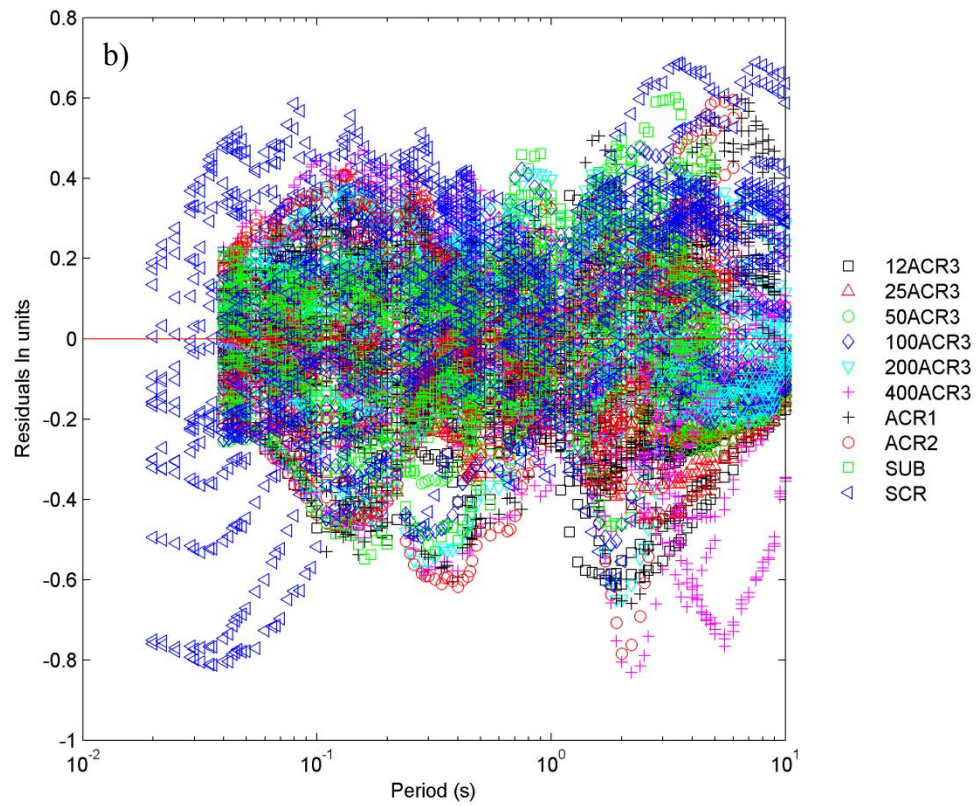 b)
0.8
0.6
0.4
0.2
0
-0.2
-0.4
-0.6
-0.8
-1
Residuals ln units
10^-2
10^-1
10^0
10^1
Period (s)
12ACR3
25ACR3
50ACR3
100ACR3
200ACR3
400ACR3
ACR1
ACR2
SUB
SCR